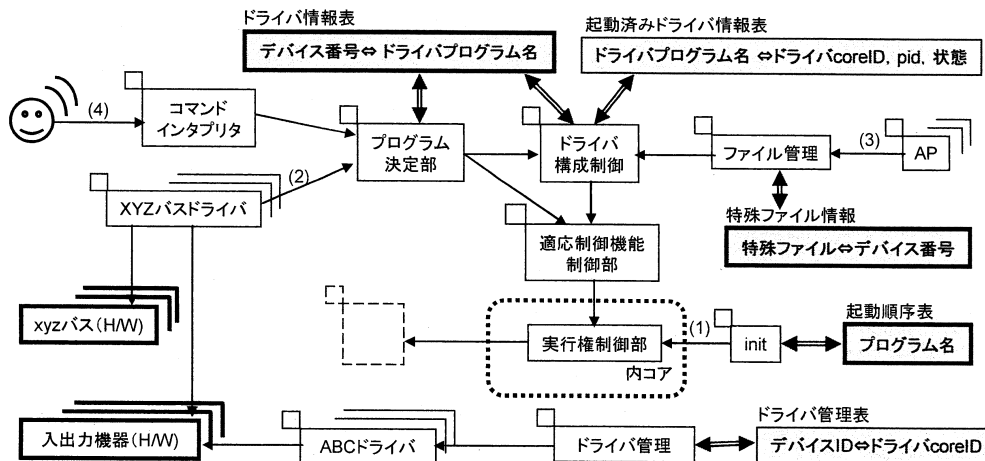 ドライバ情報表
デバイス番号⇔ ドライバプログラム名
起動済みドライバ情報表
ドライバプログラム名 ⇔ドライバcoreID, pid, 状態
(4)
コマンド
インタプリタ
プログラム
決定部
ドライバ
構成制御
ファイル管理
(3)
AP
(2)
XYZバスドライバ
適応制御機能
制御部
特殊ファイル情報
特殊ファイル⇔デバイス番号
xyzバス(H/W)
実行権制御部
内コア
(1)
init
起動順序表
プログラム名
入出力機器(H/W)
ABCドライバ
ドライバ管理
ドライバ管理表
デバイスID⇔ドライバcoreID